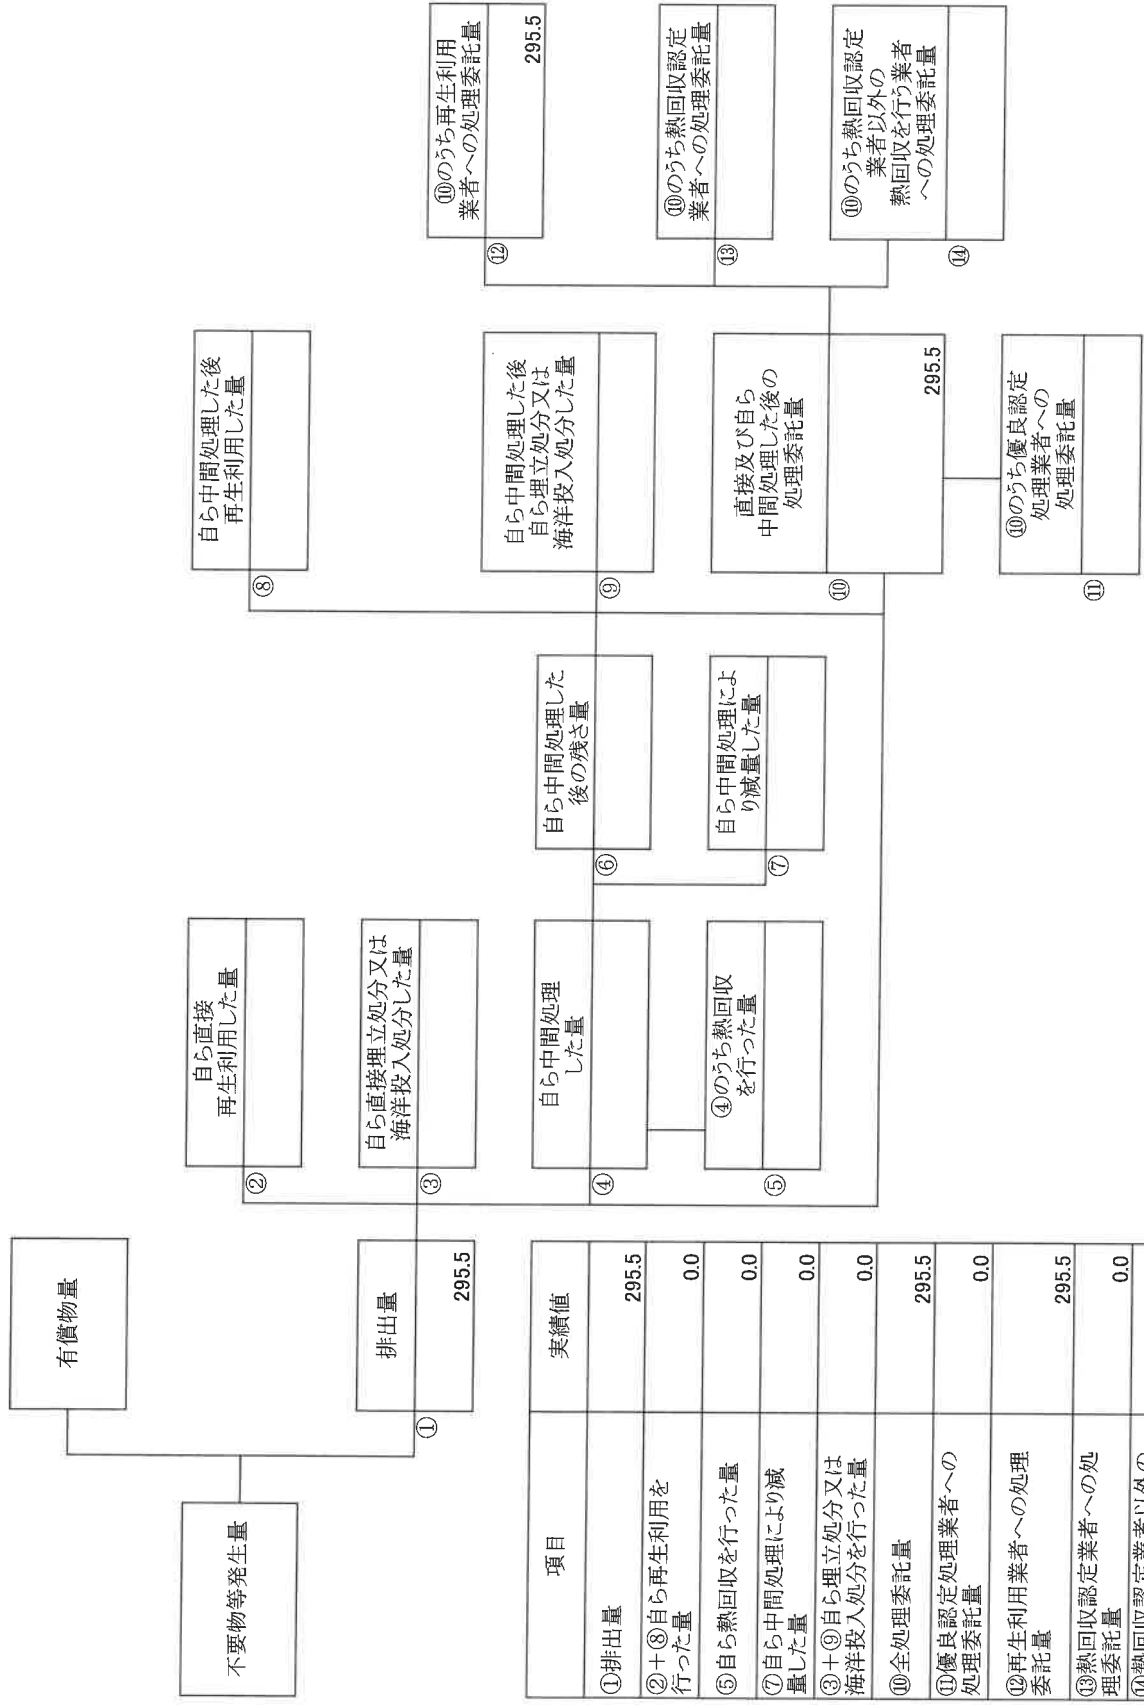 不要物等発生量
有償物量
排出量
①
295.5
自ら直接
再生利用した量
②
自ら直接埋立処分又は
海洋投入処分した量
③
自ら中間処理
した量
④
④のうち熱回収
を行った量
⑤
自ら中間処理した
後の残さ量
⑥
自ら中間処理によ
り減量した量
⑦
自ら中間処理した後
再生利用した量
⑧
自ら中間処理した後
自ら埋立処分又は
海洋投入処分した量
⑨
直接及び自ら
中間処理した後の
処理委託量
⑩
295.5
⑩のうち優良認定
処理業者への
処理委託量
⑪
⑩のうち再生利用
業者への処理委託量
⑫
295.5
⑩のうち熱回収認定
業者への処理委託量
⑬
⑩のうち熱回収認定
業者以外の
熱回収を行う業者
への処理委託量
⑭
項目
実績値
①排出量
295.5
②+⑧自ら再生利用を
行った量
0.0
⑤自ら熱回収を行った量
0.0
⑦自ら中間処理により減
量した量
0.0
③+⑨自ら埋立処分又は
海洋投入処分を行った量
0.0
⑩全処理委託量
295.5
⑪優良認定処理業者への
処理委託量
0.0
⑫再生利用業者への処理
委託量
295.5
⑬熱回収認定業者への処
理委託量
0.0
⑭熱回収認定業者以外の